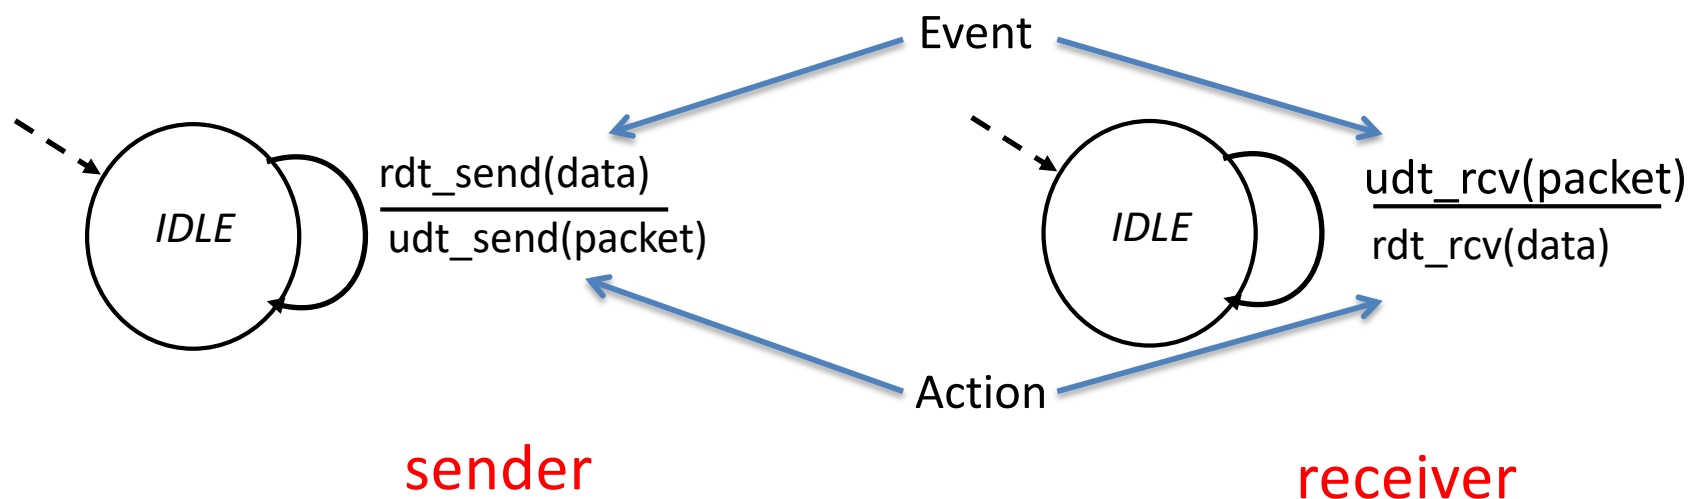 Event
rdt_send(data)
udt_send(packet)
IDLE
udt_rcv(packet)
rdt_rcv(data)
IDLE
Action
sender
receiver